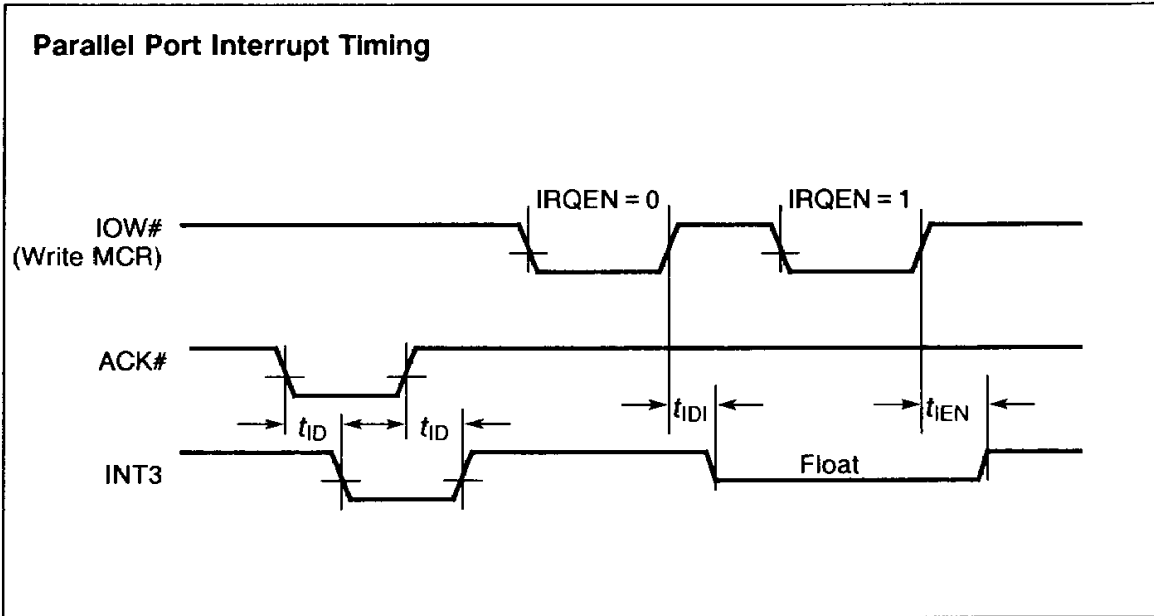 Parallel Port Interrupt Timing
IRQEN = 0
IRQEN = 1
IOW#
(Write MCR)
ACK#
tID
tID
tIDI
tIEN
INT3
Float